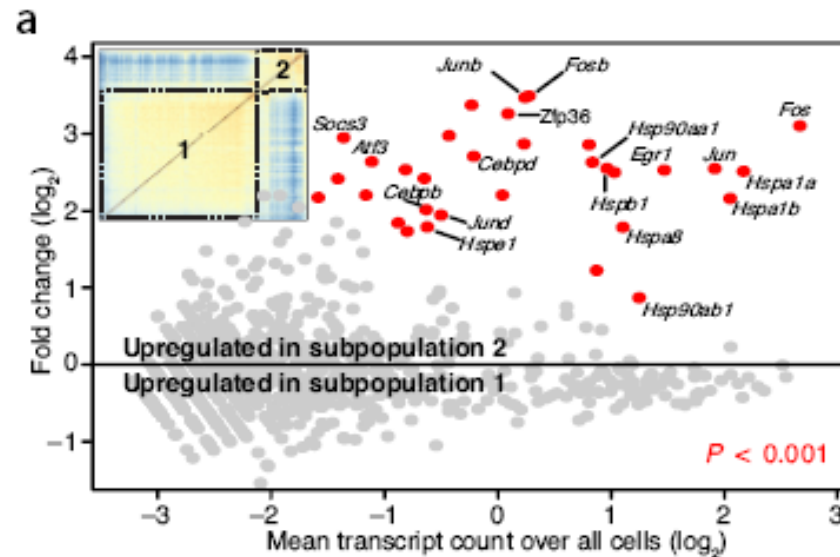 a
4
3
2
1
0
−1
Fold change (log2)
1
2
Junb
Fosb
Zfp36
Fos
Socs3
Atf3
Hsp90aa1
Cebpd
Egr1
Jun
Hspa1a
Cebpb
Hspb1
Hspa1b
Jund
Hspe1
Hspa8
Hsp90ab1
Upregulated in subpopulation 2
Upregulated in subpopulation 1
P < 0.001
−3 −2 −1 0 1 2 3
Mean transcript count over all cells (log2)